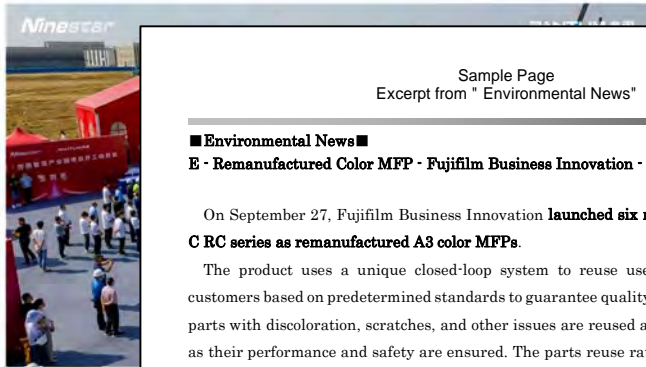 Ninestar
Sample Page
Excerpt from " Environmental News"
■Environmental News■
E - Remanufactured Color MFP - Fujifilm Business Innovation -
On September 27, Fujifilm Business Innovation launched six
C RC series as remanufactured A3 color MFPs.
The product uses a unique closed-loop system to reuse
customers based on predetermined standards to guarantee quality
parts with discoloration, scratches, and other issues are reused
as their performance and safety are ensured. The parts reuse